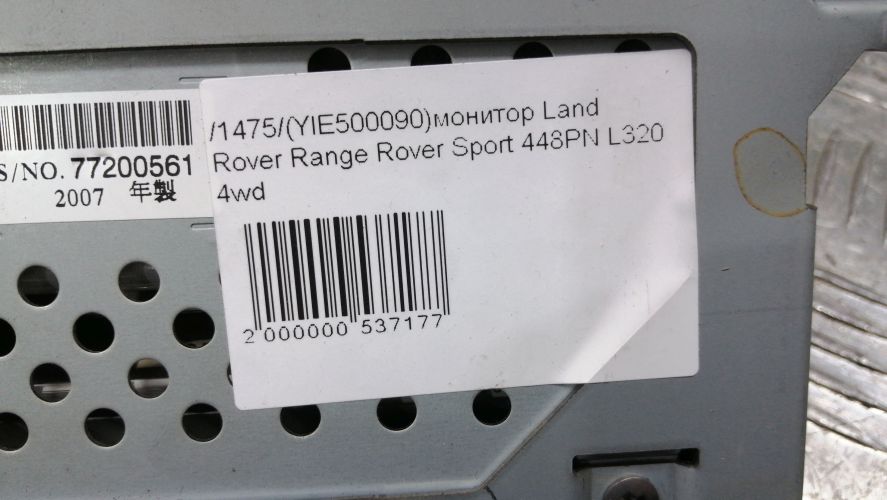 /1475/(YIE500090)монитор Land
Rover Range Rover Sport 448PN L320
4wd
2 000000 537177
S/NO. 77200561
2007 年製